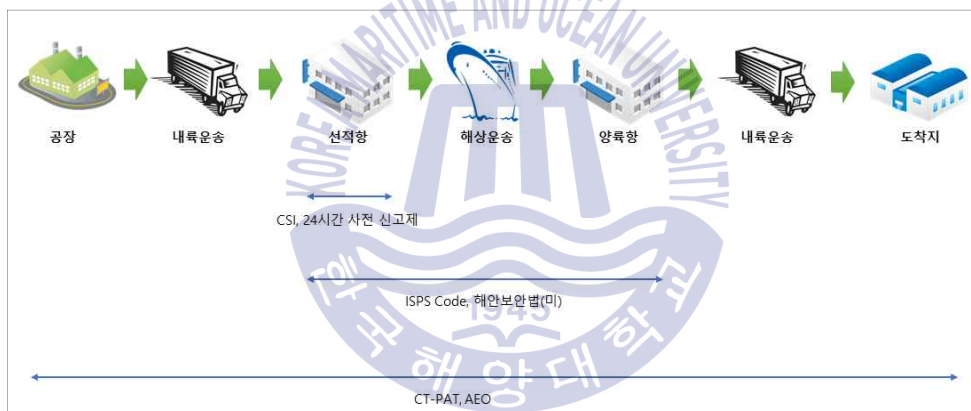 KOREA MARITIME AND OCEAN UNIVERSITY
공장
내륙운송
선적항
해상운송
양륙항
내륙운송
도착지
CSI, 24시간 사전 신고제
ISPS Code, 해안보안법(미)
1945
한국해양대학교
CT-PAT, AEO